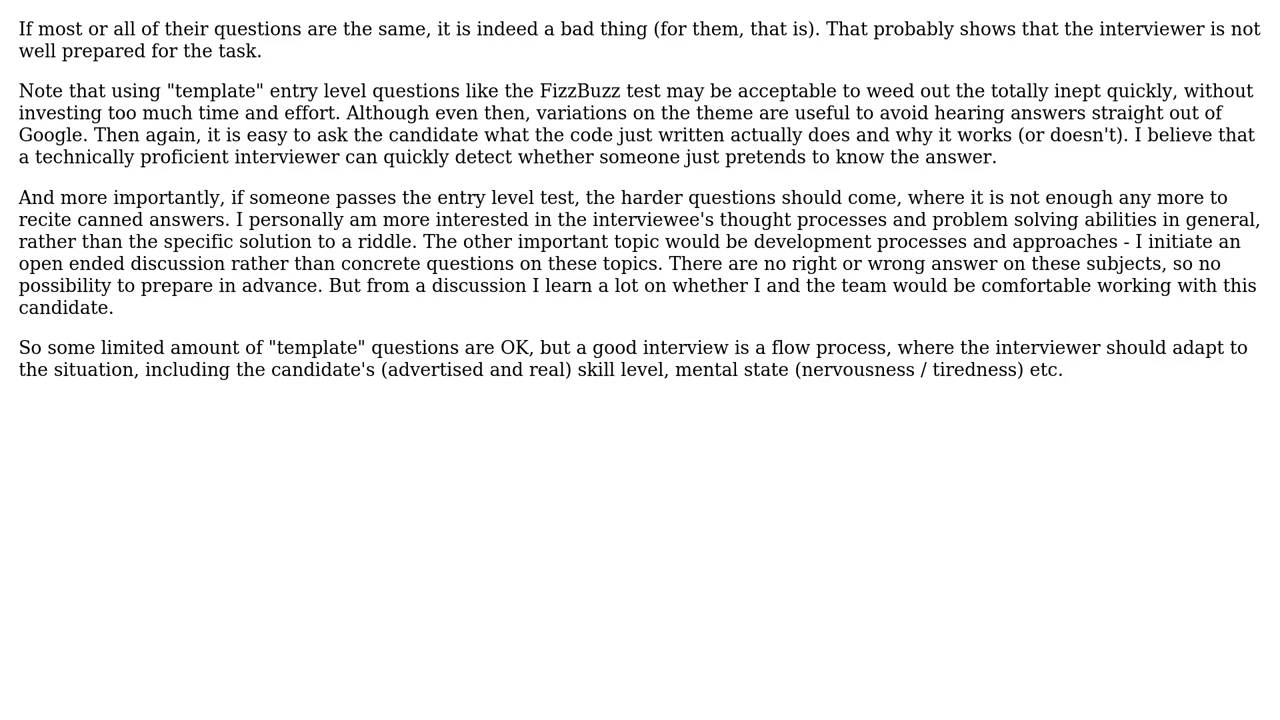 If most or all of their questions are the same, it is indeed a bad thing (for them, that is). That probably shows that the interviewer is not
well prepared for the task.
Note that using "template" entry level questions like the FizzBuzz test may be acceptable to weed out the totally inept quickly, without
investing too much time and effort. Although even then, variations on the theme are useful to avoid hearing answers straight out of
Google. Then again, it is easy to ask the candidate what the code just written actually does and why it works (or doesn't). I believe that
a technically proficient interviewer can quickly detect whether someone just pretends to know the answer.
And more importantly, if someone passes the entry level test, the harder questions should come, where it is not enough any more to
recite canned answers. I personally am more interested in the interviewee's thought processes and problem solving abilities in general,
rather than the specific solution to a riddle. The other important topic would be development processes and approaches - I initiate an
open ended discussion rather than concrete questions on these topics. There are no right or wrong answer on these subjects, so no
possibility to prepare in advance. But from a discussion I learn a lot on whether I and the team would be comfortable working with this
candidate.
So some limited amount of "template" questions are OK, but a good interview is a flow process, where the interviewer should adapt to
the situation, including the candidate's (advertised and real) skill level, mental state (nervousness / tiredness) etc.